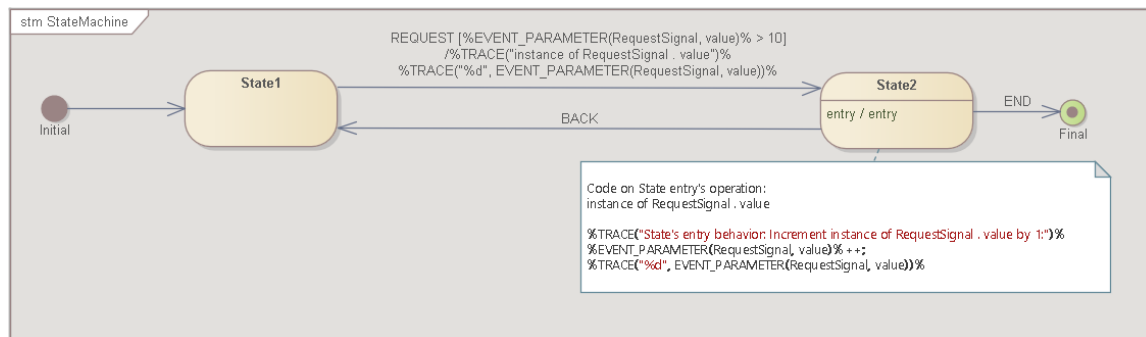 stm StateMachine
REQUEST [%EVENT_PARAMETER(RequestSignal, value)% > 10]
/%TRACE("instance of RequestSignal . value")%
%TRACE("%d", EVENT_PARAMETER(RequestSignal, value))%
State1
State2
entry / entry
END
BACK
Initial
Final
Code on State entry's operation:
instance of RequestSignal . value
%TRACE("State's entry behavior: Increment instance of RequestSignal . value by 1:")%
%EVENT_PARAMETER(RequestSignal, value)% ++;
%TRACE("%d", EVENT_PARAMETER(RequestSignal, value))%